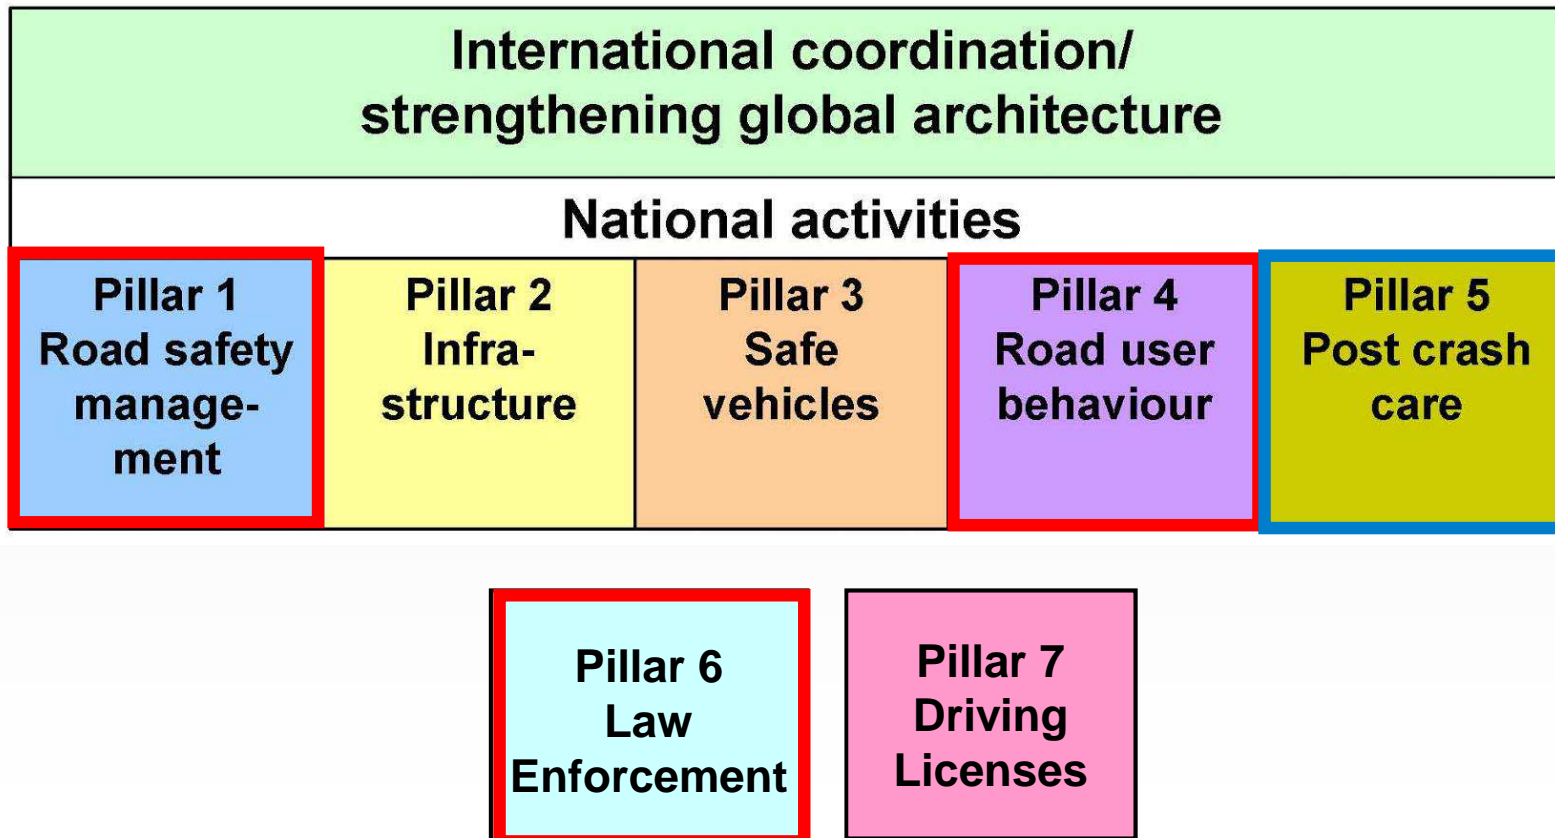 International coordination/
strengthening global architecture
National activities
Pillar 1
Road safety
manage-
ment
Pillar 2
Infra-
structure
Pillar 3
Safe
vehicles
Pillar 4
Road user
behaviour
Pillar 5
Post crash
care
Pillar 6
Law
Enforcement
Pillar 7
Driving
Licenses